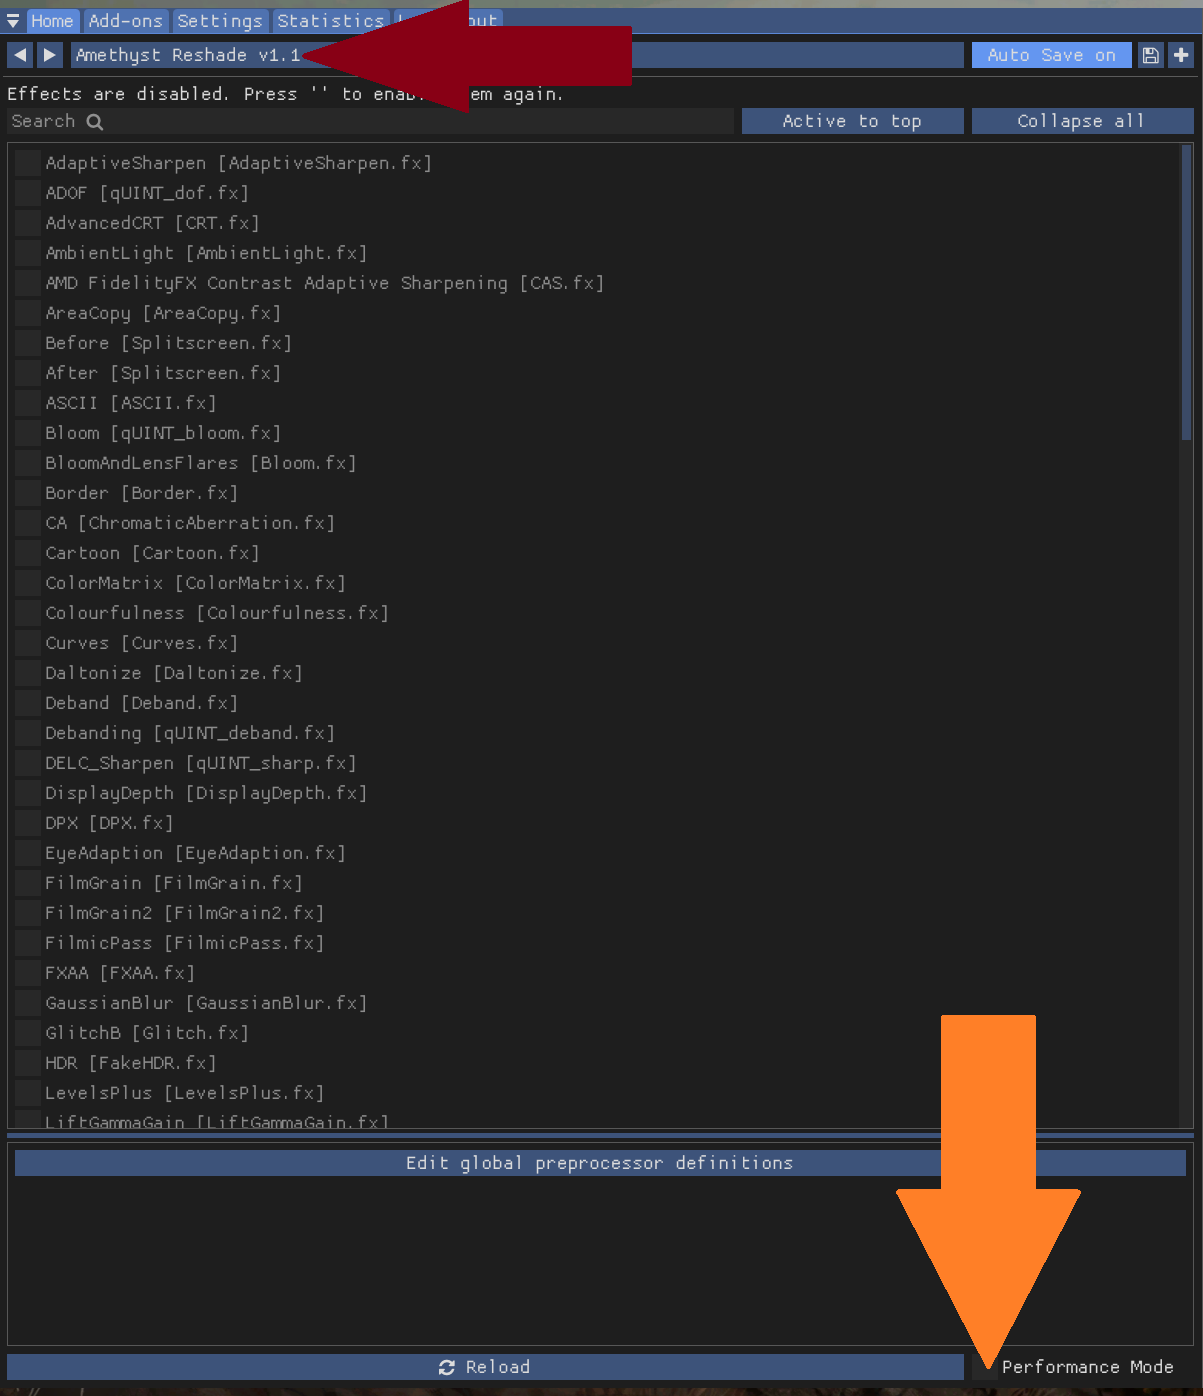 Home Add-ons Settings Statistics
Amethyst Reshade v1.1 Auto Save on
Effects are disabled. Press '' to again.
Search Active to top Collapse all
AdaptiveSharpen [AdaptiveSharpen.fx]
ADOF [qUINT_dof.fx]
AdvancedCRT [CRT.fx]
AmbientLight [AmbientLight.fx]
AMD FidelityFX Contrast Adaptive Sharpening [CAS.fx]
AreaCopy [AreaCopy.fx]
Before [Splitscreen.fx]
After [Splitscreen.fx]
ASCII [ASCII.fx]
Bloom [qUINT_bloom.fx]
BloomAndLensFlares [Bloom.fx]
Border [Border.fx]
CA [ChromaticAberration.fx]
Cartoon [Cartoon.fx]
ColorMatrix [ColorMatrix.fx]
Colourfulness [Colourfulness.fx]
Curves [Curves.fx]
Daltonize [Daltonize.fx]
Deband [Deband.fx]
Debanding [qUINT_deband.fx]
DELC_Sharpen [qUINT_sharp.fx]
DisplayDepth [DisplayDepth.fx]
DPX [DPX.fx]
EyeAdaption [EyeAdaption.fx]
FilmGrain [FilmGrain.fx]
FilmGrain2 [FilmGrain2.fx]
FilmicPass [FilmicPass.fx]
FXAA [FXAA.fx]
GaussianBlur [GaussianBlur.fx]
GlitchB [Glitch.fx]
HDR [FakeHDR.fx]
LevelsPlus [LevelsPlus.fx]
LiftGammaGain [LiftGammaGain.fx]
Edit global preprocessor definitions
Reload Performance Mode